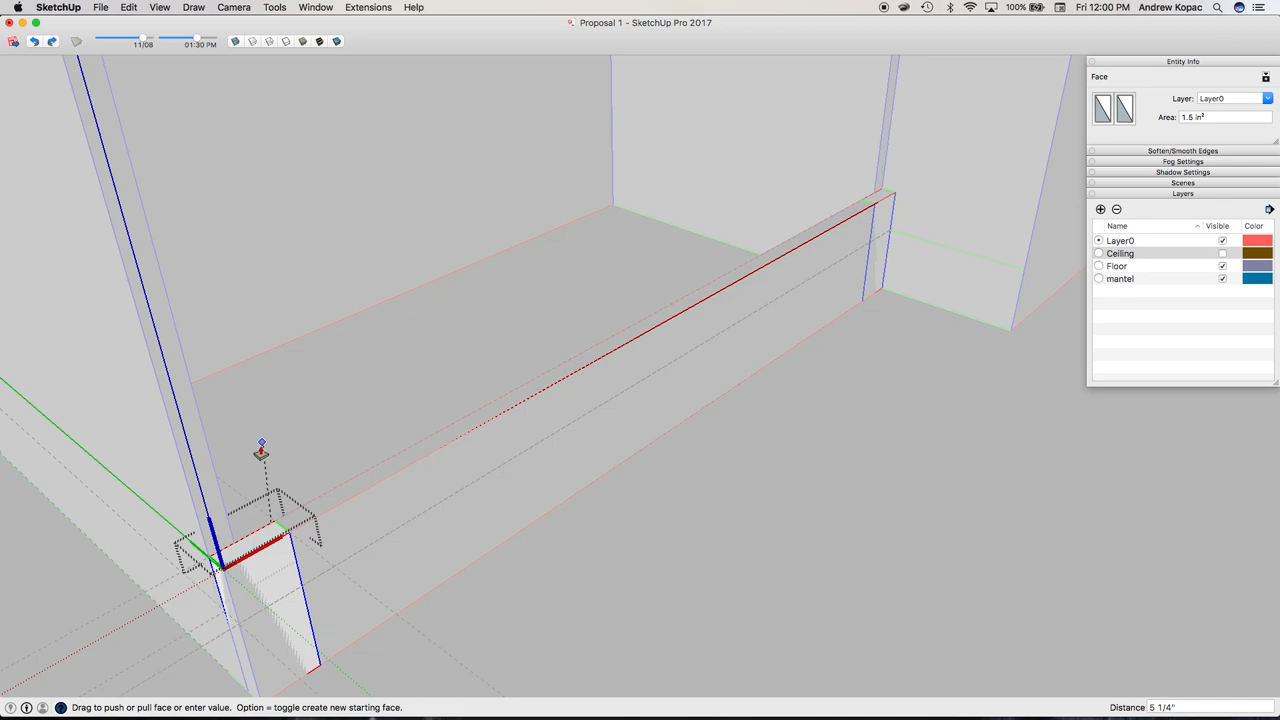 SketchUp File Edit View Draw Camera Tools Window Extensions Help 100% Fri 12:00 PM Andrew Kopac
Proposal 1 - SketchUp Pro 2017
11/08 01:30 PM
Entity Info
Face
Layer: Layer0
Area: 1.5 in²
Soften/Smooth Edges
Fog Settings
Shadow Settings
Scenes
Layers
Name Visible Color
Layer0
Ceiling
Floor
mantel
Drag to push or pull face or enter value. Option = toggle create new starting face. Distance 5 1/4"